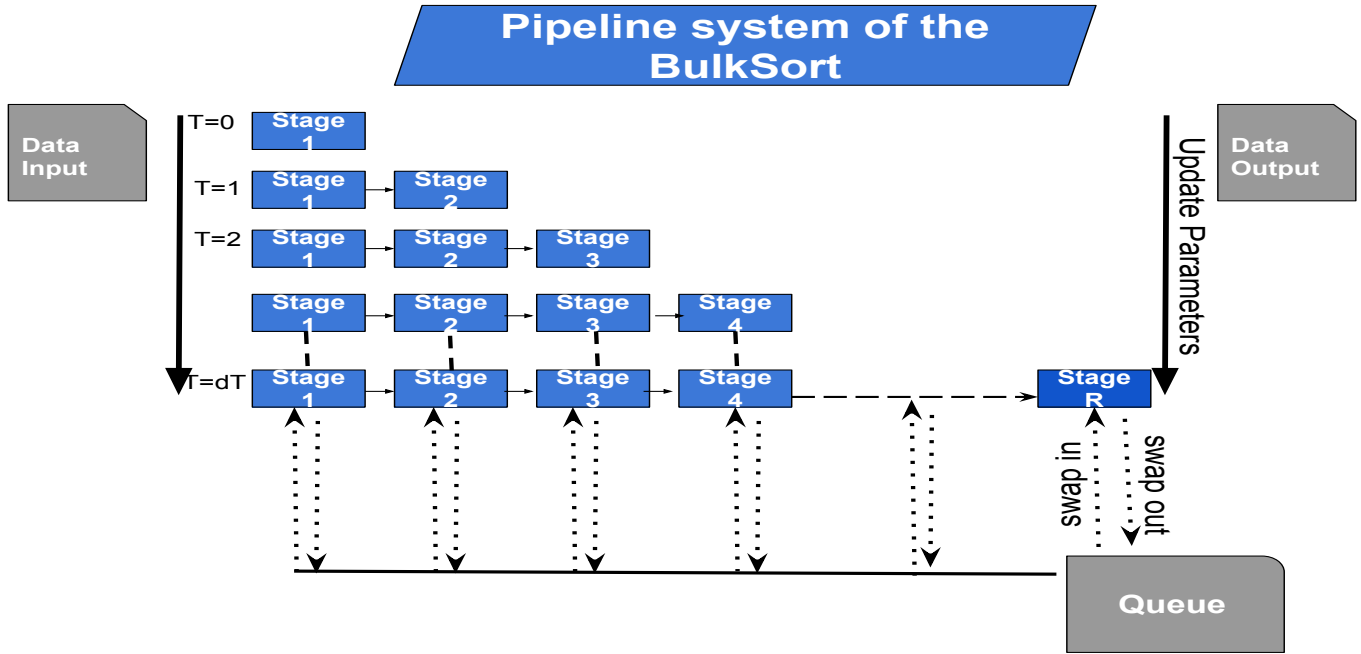 Pipeline system of the
BulkSort
Data
Input
T=0
Stage
1
Data
Output
Update Parameters
T=1
Stage
1
Stage
2
T=2
Stage
1
Stage
2
Stage
3
Stage
1
Stage
2
Stage
3
Stage
4
T=dT
Stage
1
Stage
2
Stage
3
Stage
4
Stage
R
swap in
swap out
Queue